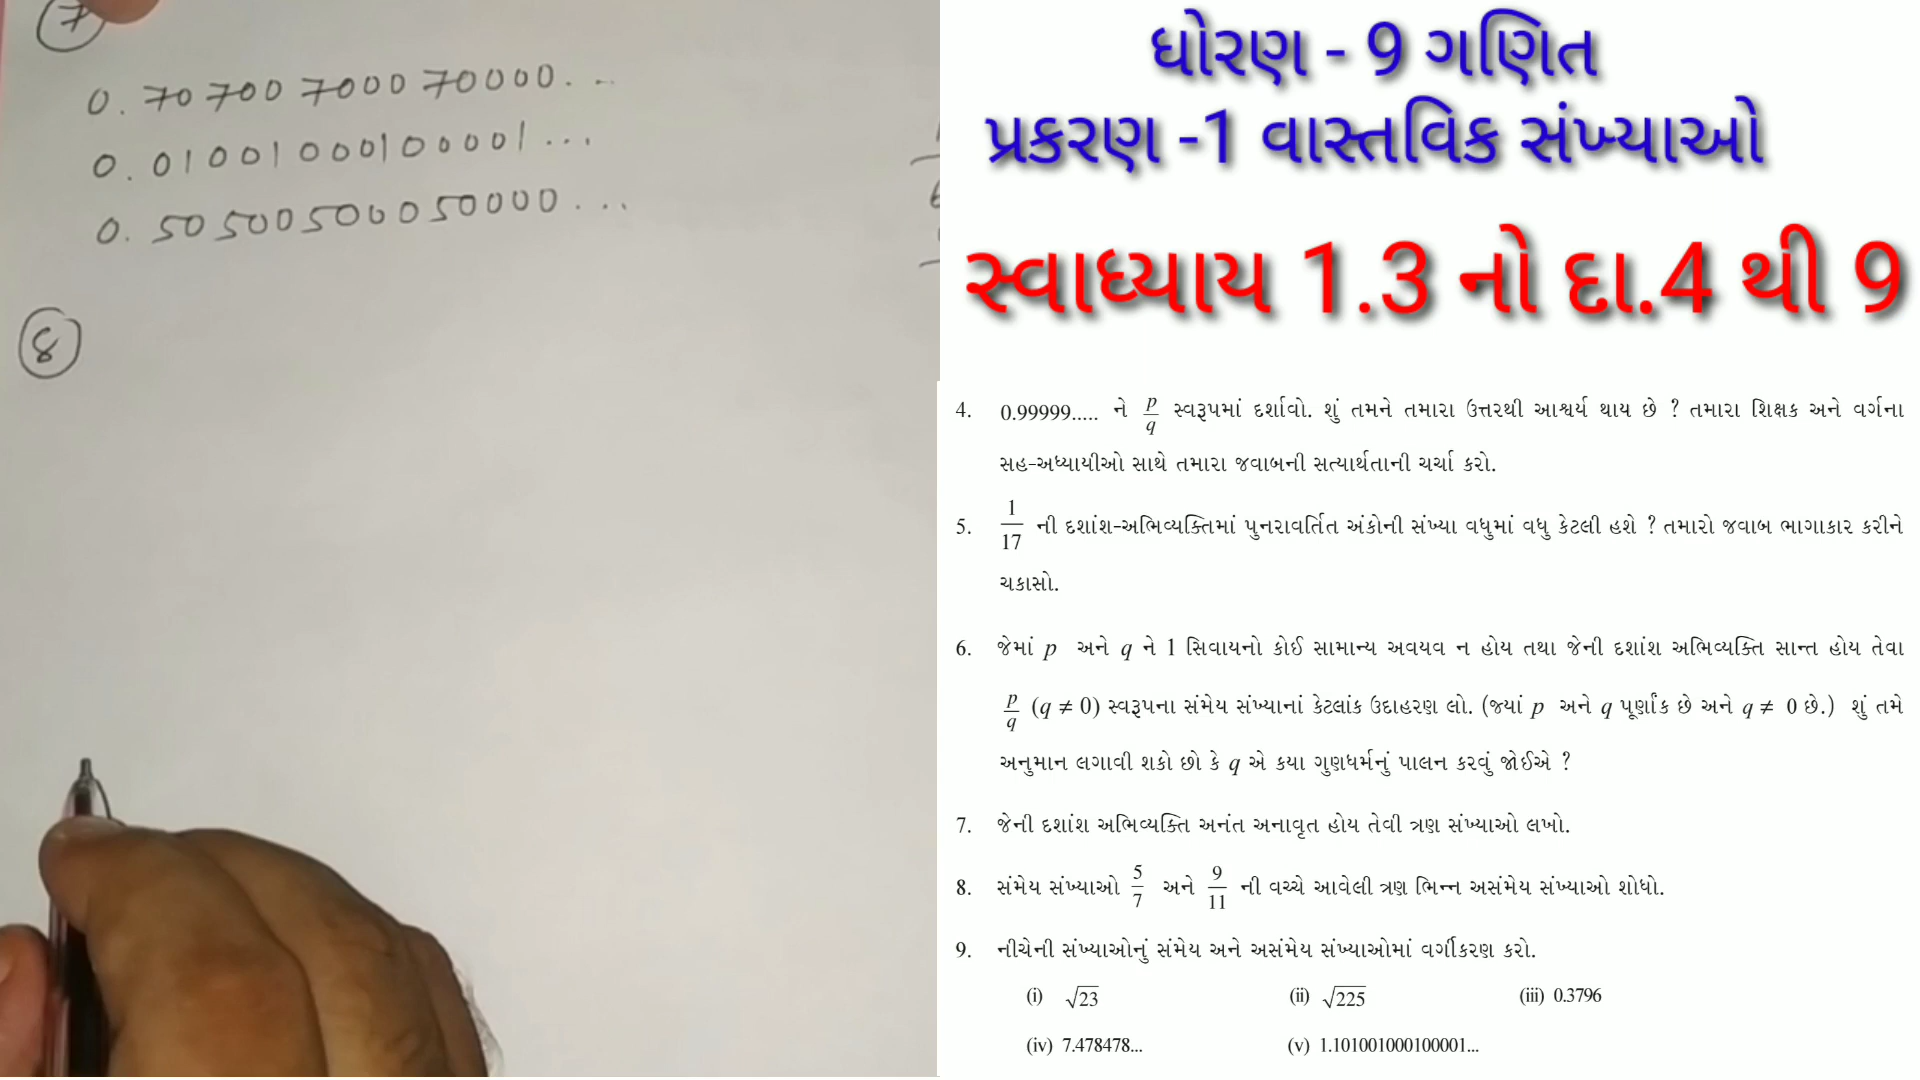 7
0.70700700070000...
0.01001000100001...
0.50500500050000...
8
ધોરણ - 9 ગણિત
પ્રકરણ -1 વાસ્તવિક સંખ્યાઓ
સ્વાધ્યાય 1.3 નો દા.4 થી 9
4. 0.99999..... ને p/q સ્વરૂપમાં દર્શાવો. શું તમને તમારા ઉત્તરથી આશ્ચર્ય થાય છે ? તમારા શિક્ષક અને વર્ગના
સહ-અધ્યાયીઓ સાથે તમારા જવાબની સત્યાર્થતાની ચર્ચા કરો.
5. 1/17 ની દશાંશ-અભિવ્યક્તિમાં પુનરાવર્તિત અંકોની સંખ્યા વધુમાં વધુ કેટલી હશે ? તમારો જવાબ ભાગાકાર કરીને
ચકાસો.
6. જેમાં p અને q ને 1 સિવાયનો કોઈ સામાન્ય અવયવ ન હોય તથા જેની દશાંશ અભિવ્યક્તિ સાન્ત હોય તેવા
p/q (q ≠ 0) સ્વરૂપના સંમેય સંખ્યાનાં કેટલાંક ઉદાહરણ લો. (જ્યાં p અને q પૂર્ણાંક છે અને q ≠ 0 છે.) શું તમે
અનુમાન લગાવી શકો છો કે q એ કયા ગુણધર્મનું પાલન કરવું જોઈએ ?
7. જેની દશાંશ અભિવ્યક્તિ અનંત અનાવૃત હોય તેવી ત્રણ સંખ્યાઓ લખો.
8. સંમેય સંખ્યાઓ 5/7 અને 9/11 ની વચ્ચે આવેલી ત્રણ ભિન્ન અસંમેય સંખ્યાઓ શોધો.
9. નીચેની સંખ્યાઓનું સંમેય અને અસંમેય સંખ્યાઓમાં વર્ગીકરણ કરો.
(i) √23 (ii) √225 (iii) 0.3796
(iv) 7.478478... (v) 1.101001000100001...